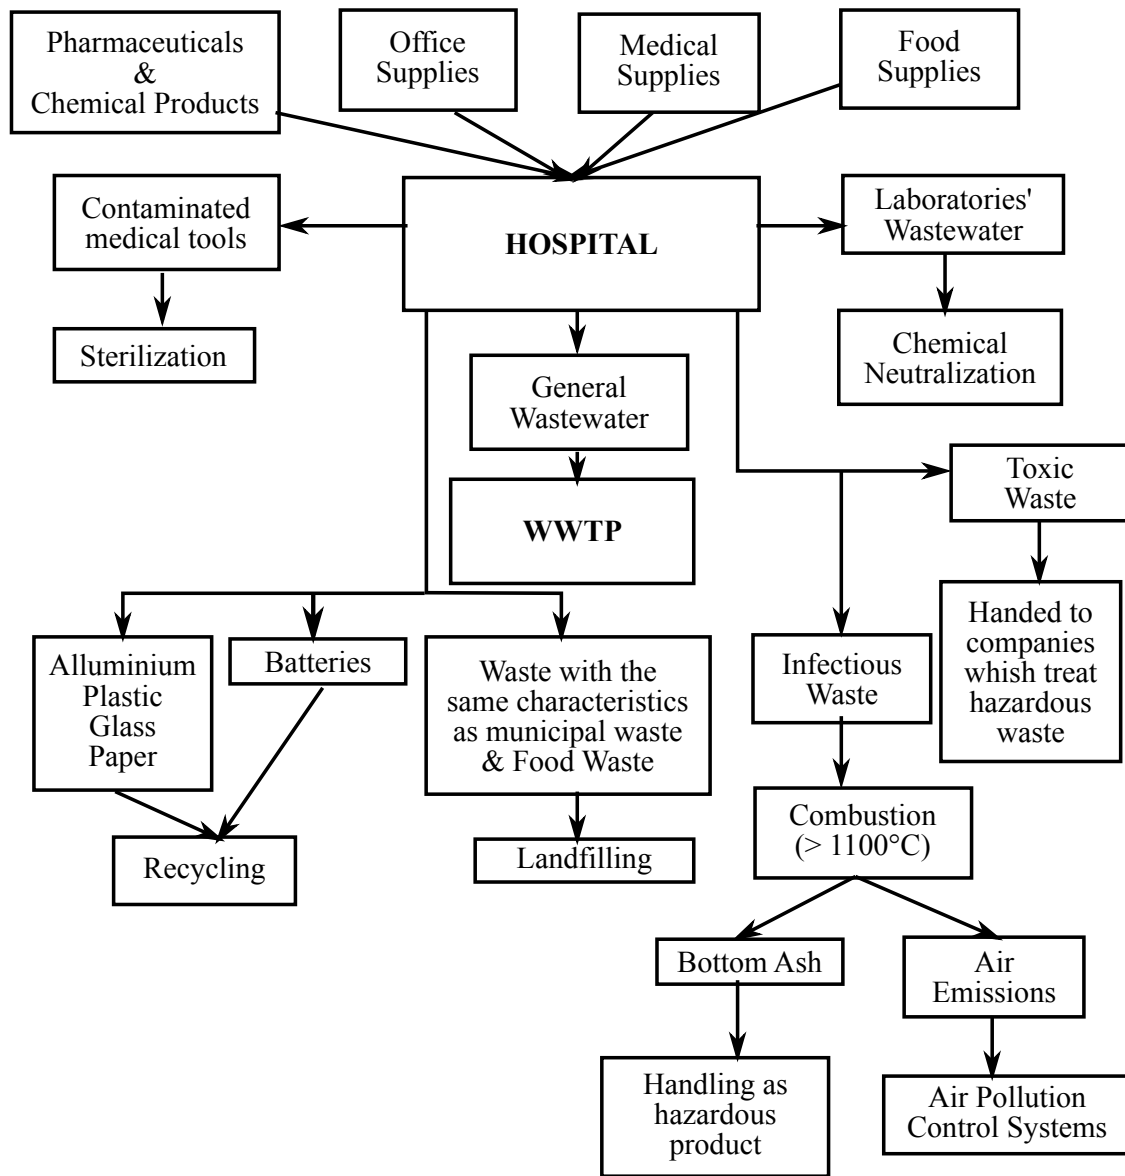 Pharmaceuticals
&
Chemical Products
Office
Supplies
Medical
Supplies
Food
Supplies
Contaminated
medical tools
HOSPITAL
Laboratories'
Wastewater
Sterilization
General
Wastewater
Chemical
Neutralization
WWTP
Toxic
Waste
Alluminium
Plastic
Glass
Paper
Batteries
Waste with the
same characteristics
as municipal waste
& Food Waste
Infectious
Waste
Handed to
companies
whish treat
hazardous
waste
Recycling
Landfilling
Combustion
(> 1100°C)
Bottom Ash
Air
Emissions
Handling as
hazardous
product
Air Pollution
Control Systems